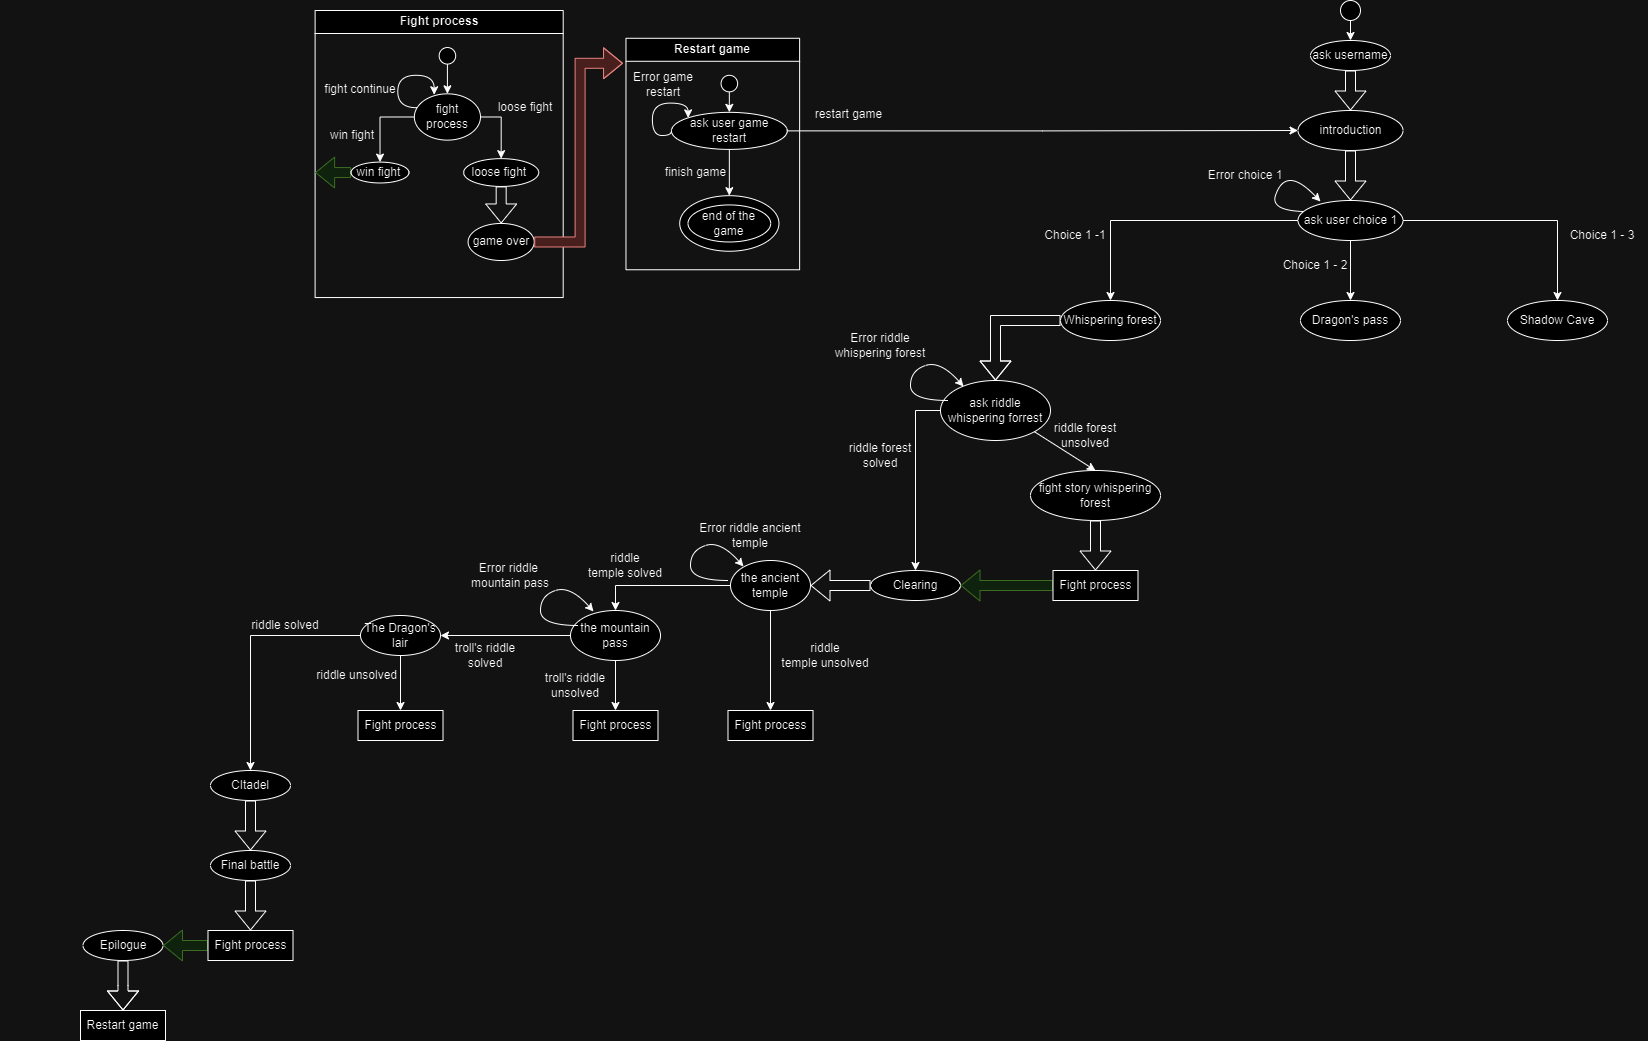 Fight process
fight continue
fight
process
loose fight
win fight
win fight
loose fight
game over
Restart game
Error game
restart
ask user game
restart
restart game
finish game
end of the
game
ask username
introduction
Error choice 1
ask user choice 1
Choice 1 -1
Choice 1 - 2
Choice 1 - 3
Whispering forest
Dragon's pass
Shadow Cave
Error riddle
whispering forest
ask riddle
whispering forrest
riddle forest
solved
riddle forest
unsolved
fight story whispering
forest
Fight process
Clearing
Error riddle ancient
temple
the ancient
temple
riddle
temple solved
riddle
temple unsolved
Fight process
Error riddle
mountain pass
the mountain
pass
troll's riddle
solved
troll's riddle
unsolved
Fight process
The Dragon's
lair
riddle solved
riddle unsolved
Fight process
CItadel
Final battle
Fight process
Epilogue
Restart game